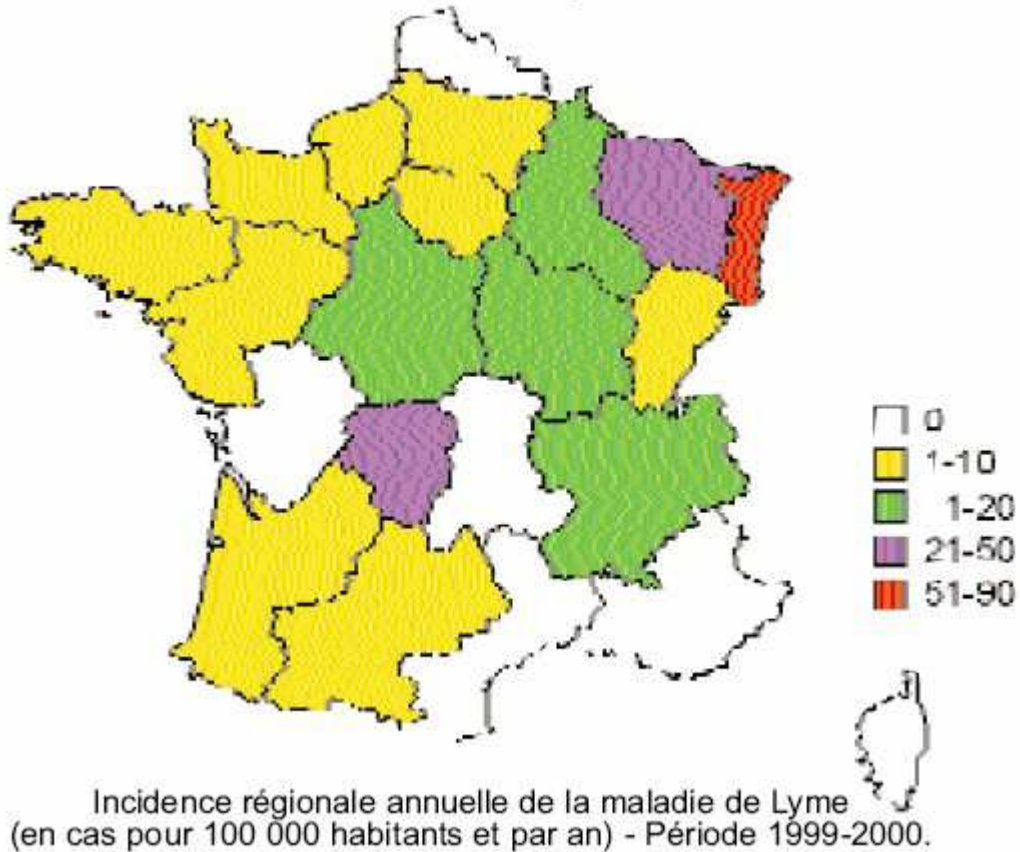 0
1-10
1-20
21-50
51-90
Incidence régionale annuelle de la maladie de Lyme
(en cas pour 100 000 habitants et par an) - Période 1999-2000.